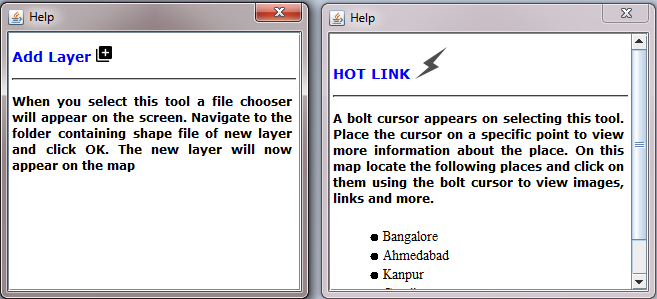 Help
Add Layer
When you select this tool a file chooser
will appear on the screen. Navigate to the
folder containing shape file of new layer
and click OK. The new layer will now
appear on the map
Help
HOT LINK
A bolt cursor appears on selecting this tool.
Place the cursor on a specific point to view
more information about the place. On this
map locate the following places and click on
them using the bolt cursor to view images,
links and more.
Bangalore
Ahmedabad
Kanpur